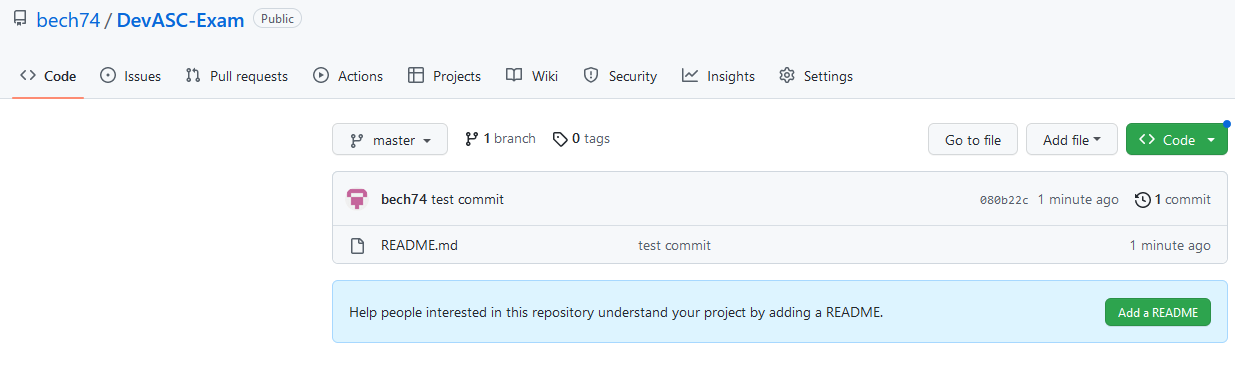 bech74 / DevASC-Exam Public
Code Issues Pull requests Actions Projects Wiki Security Insights Settings
master 1 branch 0 tags Go to file Add file Code
bech74 test commit 080b22c 1 minute ago 1 commit
README.md test commit 1 minute ago
Help people interested in this repository understand your project by adding a README. Add a README